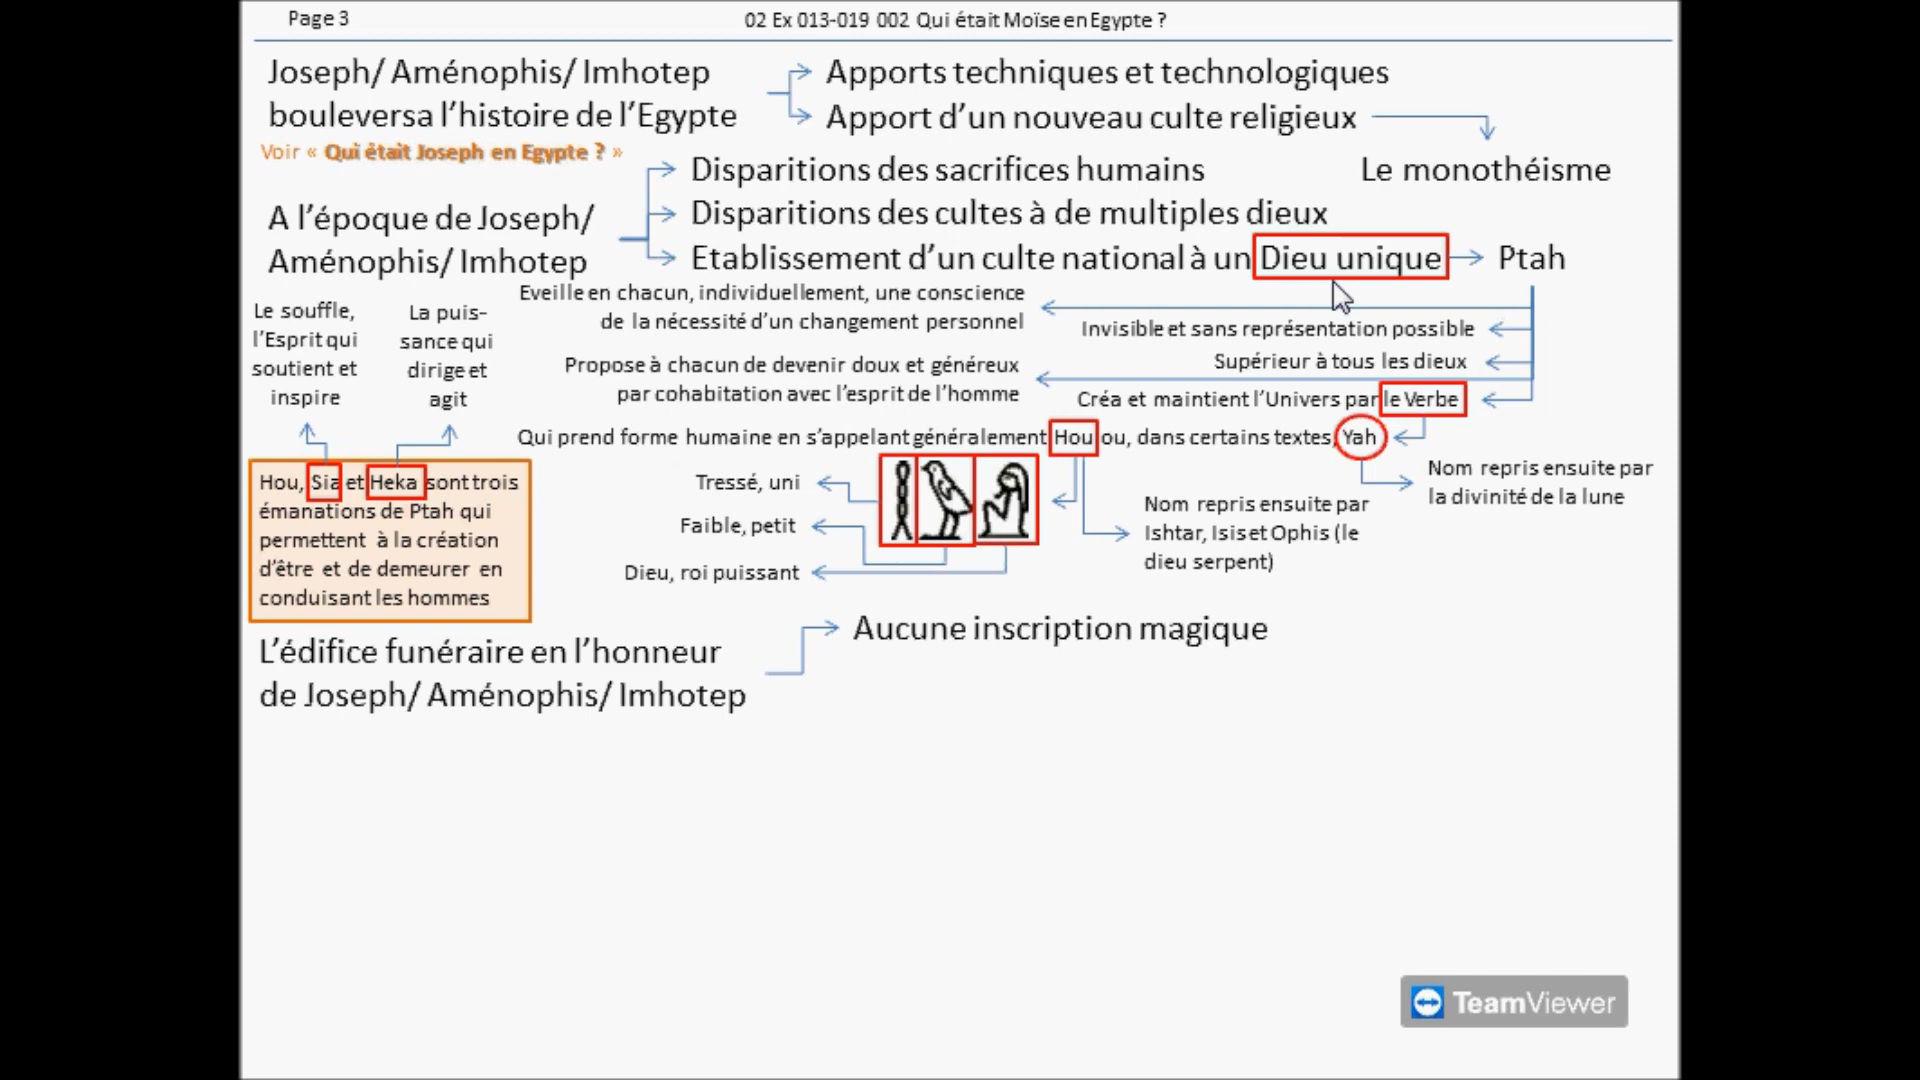 Page 3
02 Ex 013-019 002 Qui était Moïse en Egypte ?
Joseph/ Aménophis/ Imhotep
bouleversa l'histoire de l'Egypte
Apports techniques et technologiques
Apport d'un nouveau culte religieux
Voir « Qui était Joseph en Egypte ? »
Le monothéisme
A l'époque de Joseph/
Aménophis/ Imhotep
Disparitions des sacrifices humains
Disparitions des cultes à de multiples dieux
Etablissement d'un culte national à un Dieu unique
Ptah
Eveille en chacun, individuellement, une conscience
de la nécessité d'un changement personnel
Invisible et sans représentation possible
Supérieur à tous les dieux
Propose à chacun de devenir doux et généreux
par cohabitation avec l'esprit de l'homme
Créa et maintient l'Univers par le Verbe
Le souffle,
l'Esprit qui
soutient et
inspire
La puis-
sance qui
dirige et
agit
Qui prend forme humaine en s'appelant généralement Hou ou, dans certains textes, Yah
Hou, Sia et Heka sont trois
émanations de Ptah qui
permettent à la création
d'être et de demeurer en
conduisant les hommes
Tressé, uni
Faible, petit
Dieu, roi puissant
Nom repris ensuite par
Ishtar, Isis et Ophis (le
dieu serpent)
Nom repris ensuite par
la divinité de la lune
L'édifice funéraire en l'honneur
de Joseph/ Aménophis/ Imhotep
Aucune inscription magique
TeamViewer